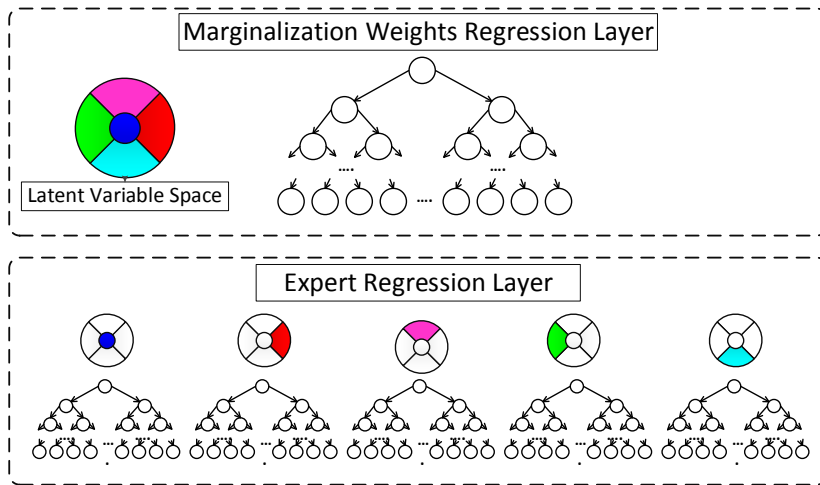 Marginalization Weights Regression Layer
Latent Variable Space
Expert Regression Layer